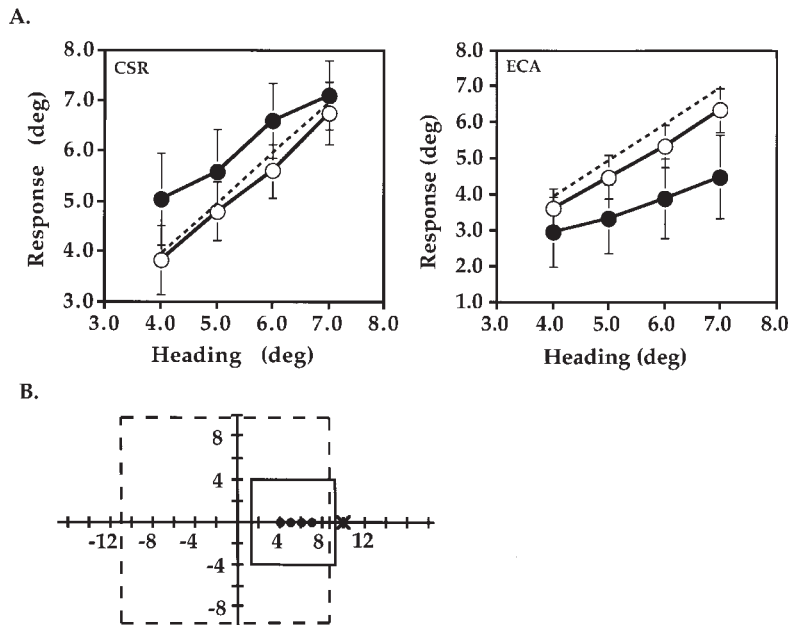 A.
CSR
Response (deg)
8.0
7.0
6.0
5.0
4.0
3.0
3.0 4.0 5.0 6.0 7.0 8.0
Heading (deg)
ECA
Response (deg)
8.0
7.0
6.0
5.0
4.0
3.0
2.0
1.0
3.0 4.0 5.0 6.0 7.0 8.0
Heading (deg)
B.
8
4
-12 -8 -4 4 8 12
-4
-8